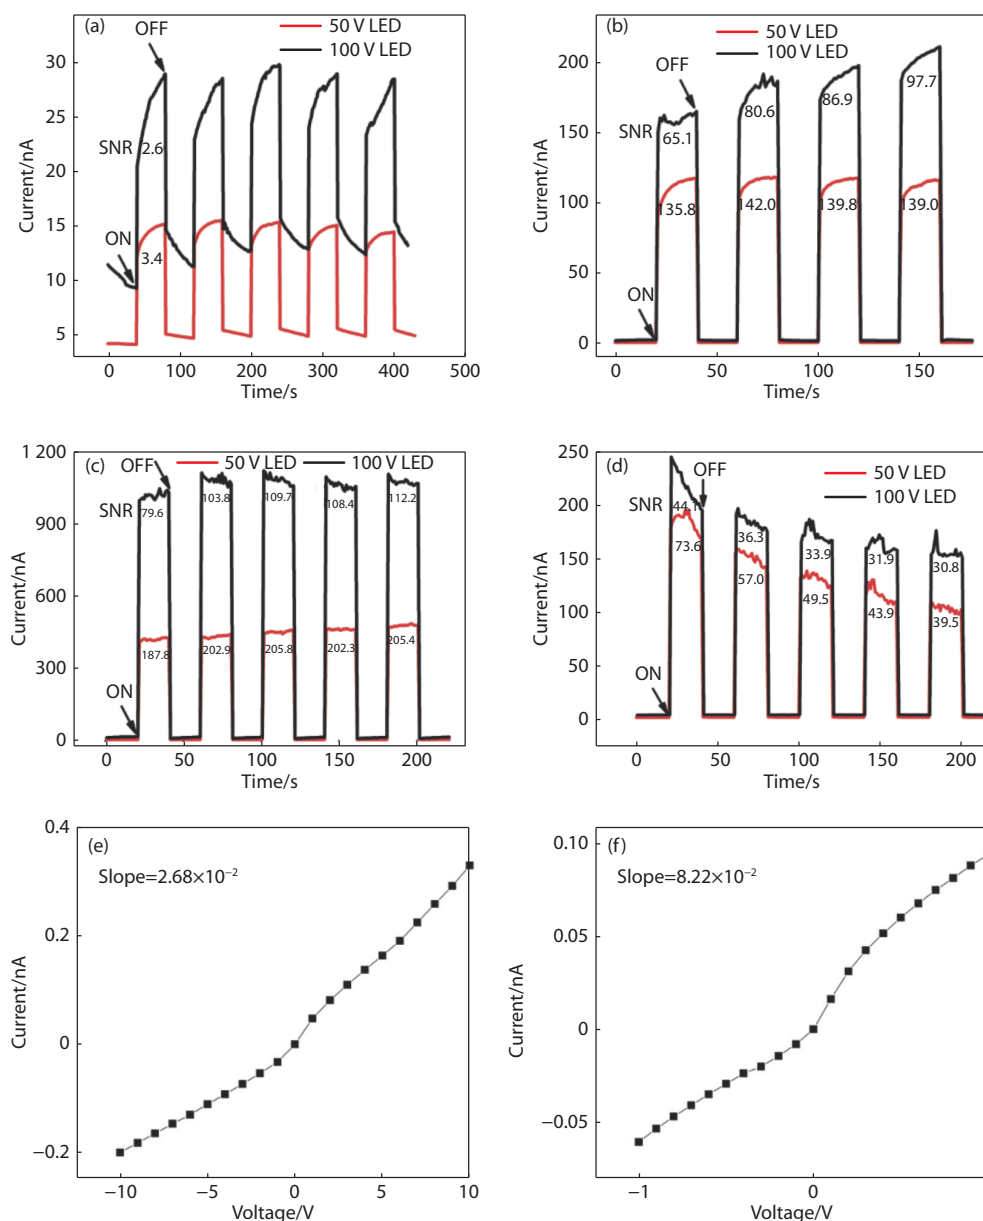 (a)
OFF
50 V LED
100 V LED
SNR
2.6
ON
3.4
Current/nA
30
25
20
15
10
5
0 100 200 300 400 500
Time/s
(b)
50 V LED
100 V LED
OFF
SNR
65.1 80.6 86.9 97.7
135.8 142.0 139.8 139.0
ON
Current/nA
200
150
100
50
0
0 50 100 150
Time/s
(c)
OFF
50 V LED 100 V LED
SNR
79.6 103.8 109.7 108.4 112.2
187.8 202.9 205.8 202.3 205.4
ON
Current/nA
1 200
900
600
300
0
0 50 100 150 200
Time/s
(d)
50 V LED
100 V LED
OFF
SNR
44.1 36.3 33.9 31.9 30.8
73.6 57.0 49.5 43.9 39.5
ON
Current/nA
250
200
150
100
50
0
0 50 100 150 200
Time/s
(e)
Slope=2.68×10⁻²
Current/nA
0.4
0.2
0
−0.2
−10 −5 0 5 10
Voltage/V
(f)
Slope=8.22×10⁻²
Current/nA
0.10
0.05
0
−0.05
−1 0
Voltage/V